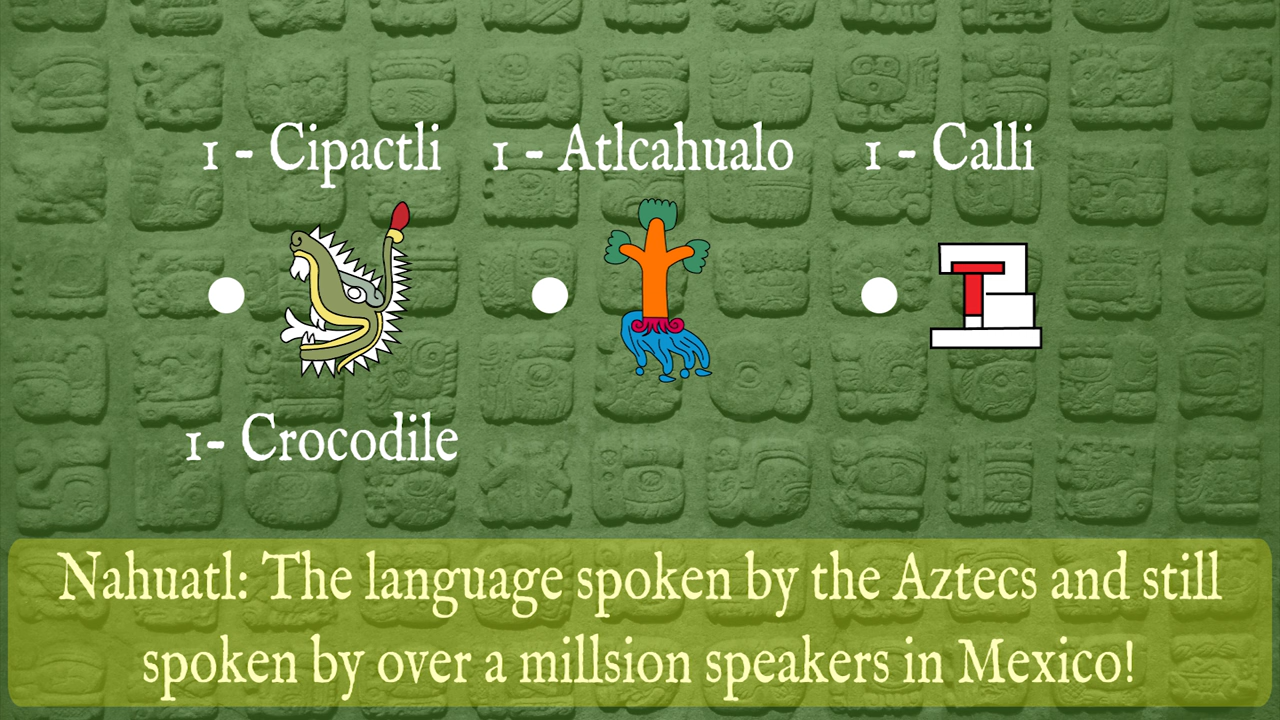 1 - Cipactli 1 - Atlcahualo 1 - Calli
1- Crocodile
Nahuatl: The language spoken by the Aztecs and still
spoken by over a millsion speakers in Mexico!